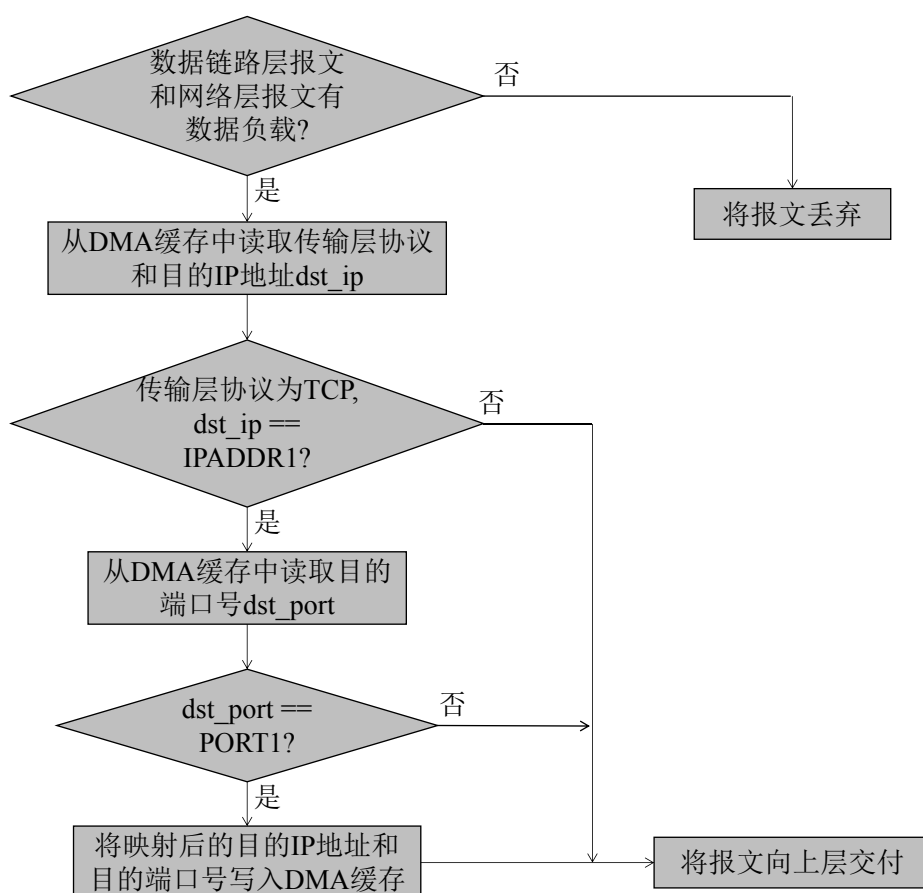 数据链路层报文
和网络层报文有
数据负载?
否
是
将报文丢弃
从DMA缓存中读取传输层协议
和目的IP地址dst_ip
传输层协议为TCP,
dst_ip ==
IPADDR1?
否
是
从DMA缓存中读取目的
端口号dst_port
dst_port ==
PORT1?
否
是
将映射后的目的IP地址和
目的端口号写入DMA缓存
将报文向上层交付